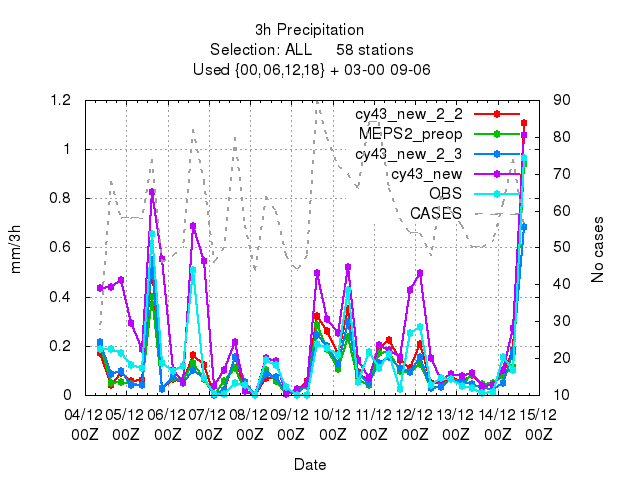 3h Precipitation
Selection: ALL 58 stations
Used {00,06,12,18} + 03-00 09-06
1.2
1
0.8
0.6
0.4
0.2
0
mm/3h
90
80
70
60
50
40
30
20
10
No cases
cy43_new_2_2
MEPS2_preop
cy43_new_2_3
cy43_new
OBS
CASES
04/12 05/12 06/12 07/12 08/12 09/12 10/12 11/12 12/12 13/12 14/12 15/12
00Z 00Z 00Z 00Z 00Z 00Z 00Z 00Z 00Z 00Z 00Z 00Z
Date